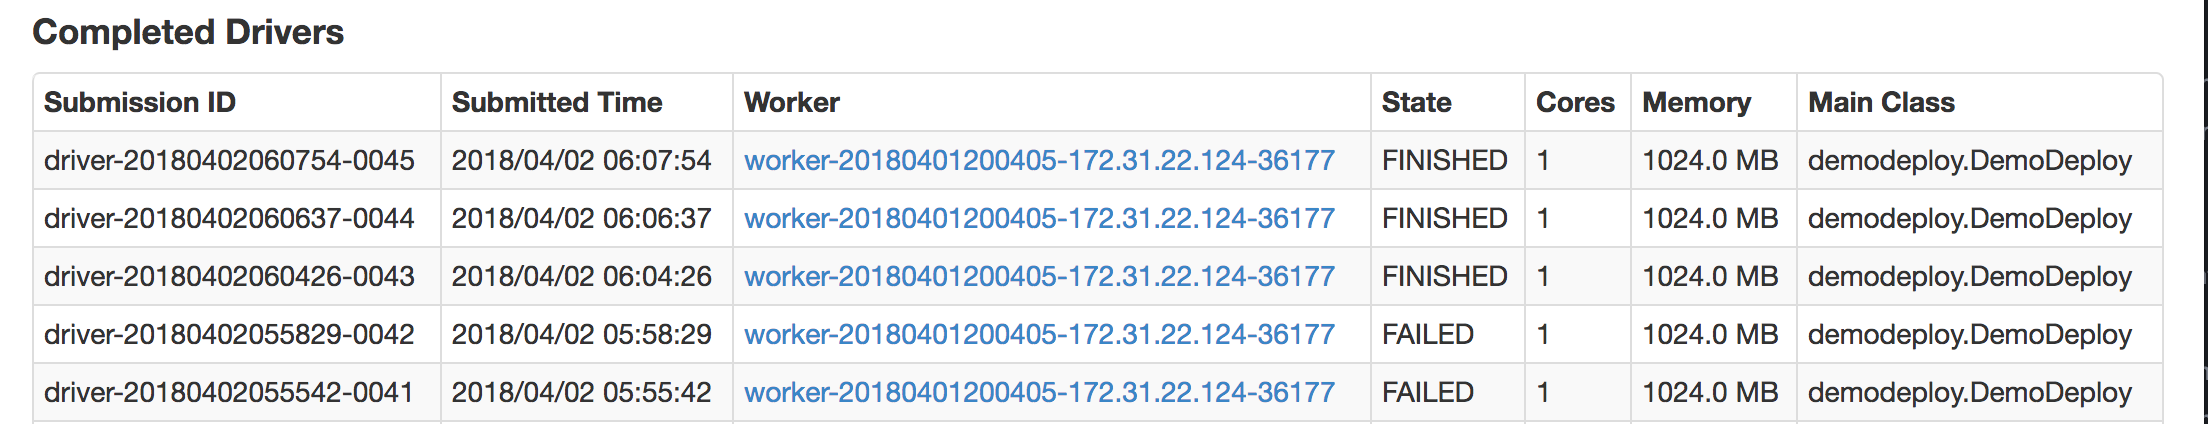 Completed Drivers
Submission ID Submitted Time Worker State Cores Memory Main Class
driver-20180402060754-0045 2018/04/02 06:07:54 worker-20180401200405-172.31.22.124-36177 FINISHED 1 1024.0 MB demodeploy.DemoDeploy
driver-20180402060637-0044 2018/04/02 06:06:37 worker-20180401200405-172.31.22.124-36177 FINISHED 1 1024.0 MB demodeploy.DemoDeploy
driver-20180402060426-0043 2018/04/02 06:04:26 worker-20180401200405-172.31.22.124-36177 FINISHED 1 1024.0 MB demodeploy.DemoDeploy
driver-20180402055829-0042 2018/04/02 05:58:29 worker-20180401200405-172.31.22.124-36177 FAILED 1 1024.0 MB demodeploy.DemoDeploy
driver-20180402055542-0041 2018/04/02 05:55:42 worker-20180401200405-172.31.22.124-36177 FAILED 1 1024.0 MB demodeploy.DemoDeploy